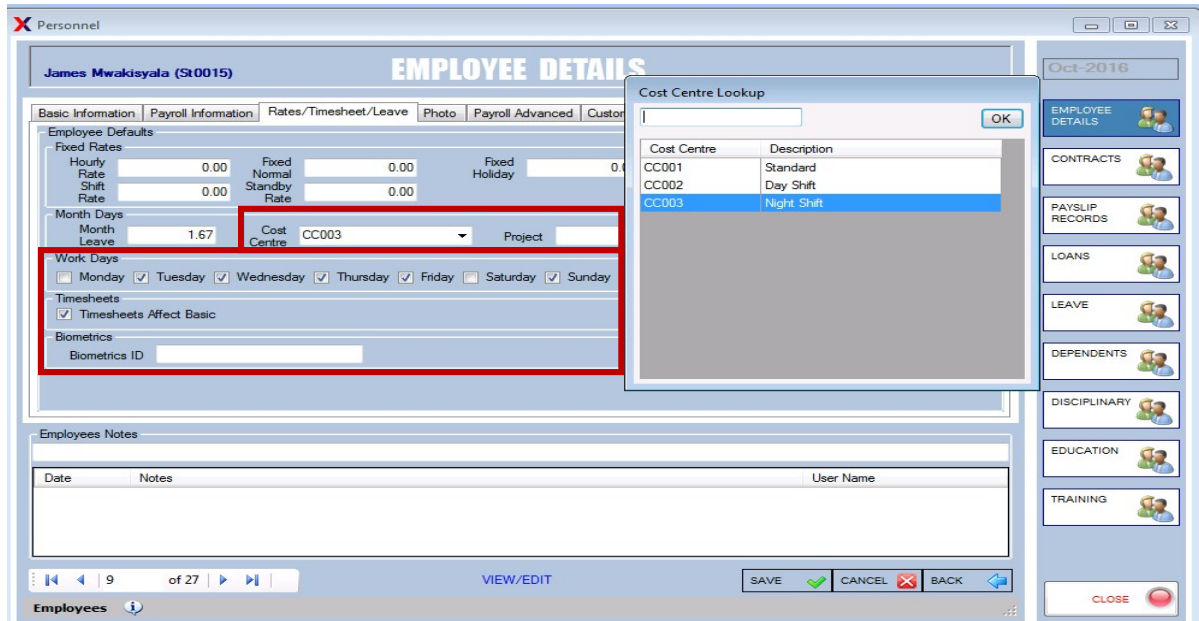 Personnel
James Mwakisyala (St0015)
EMPLOYEE DETAILS
Oct-2016
Basic Information Payroll Information Rates/Timesheet/Leave Photo Payroll Advanced
Employee Defaults
Fixed Rates
Hourly Rate 0.00 Fixed Normal 0.00 Fixed Holiday
Shift Rate 0.00 Standby Rate 0.00
Month Days
Month Leave 1.67 Cost Centre CC003 Project
Work Days
Monday Tuesday Wednesday Thursday Friday Saturday Sunday
Timesheets
Timesheets Affect Basic
Biometrics
Biometrics ID
Cost Centre Lookup
OK
Cost Centre Description
CC001 Standard
CC002 Day Shift
CC003 Night Shift
EMPLOYEE DETAILS
CONTRACTS
PAYSLIP RECORDS
LOANS
LEAVE
DEPENDENTS
DISCIPLINARY
EDUCATION
TRAINING
Employees Notes
Date Notes User Name
9 of 27 VIEW/EDIT SAVE CANCEL BACK
Employees
CLOSE